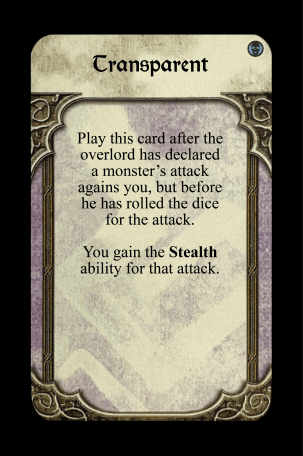 Transparent
Play this card after the
overlord has declared
a monster's attack
agains you, but before
he has rolled the dice
for the attack.
You gain the Stealth
ability for that attack.